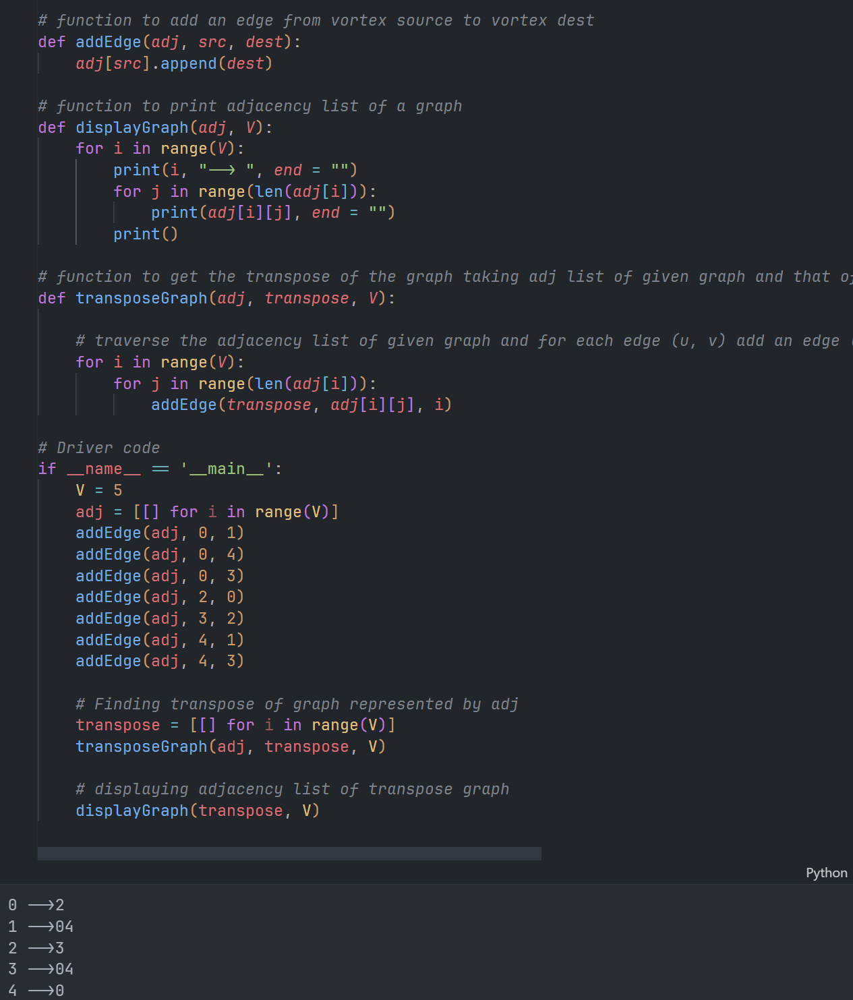 # function to add an edge from vortex source to vortex dest
def addEdge(adj, src, dest):
    adj[src].append(dest)

# function to print adjacency list of a graph
def displayGraph(adj, V):
    for i in range(V):
        print(i, "--> ", end = "")
        for j in range(len(adj[i])):
            print(adj[i][j], end = "")
        print()

# function to get the transpose of the graph taking adj list of given graph and that
def transposeGraph(adj, transpose, V):

    # traverse the adjacency list of given graph and for each edge (u, v) add an edge
    for i in range(V):
        for j in range(len(adj[i])):
            addEdge(transpose, adj[i][j], i)

# Driver code
if __name__ == '__main__':
    V = 5
    adj = [[] for i in range(V)]
    addEdge(adj, 0, 1)
    addEdge(adj, 0, 4)
    addEdge(adj, 0, 3)
    addEdge(adj, 2, 0)
    addEdge(adj, 3, 2)
    addEdge(adj, 4, 1)
    addEdge(adj, 4, 3)

    # Finding transpose of graph represented by adj
    transpose = [[] for i in range(V)]
    transposeGraph(adj, transpose, V)

    # displaying adjacency list of transpose graph
    displayGraph(transpose, V)

Python
0 -->2
1 -->04
2 -->3
3 -->04
4 -->0